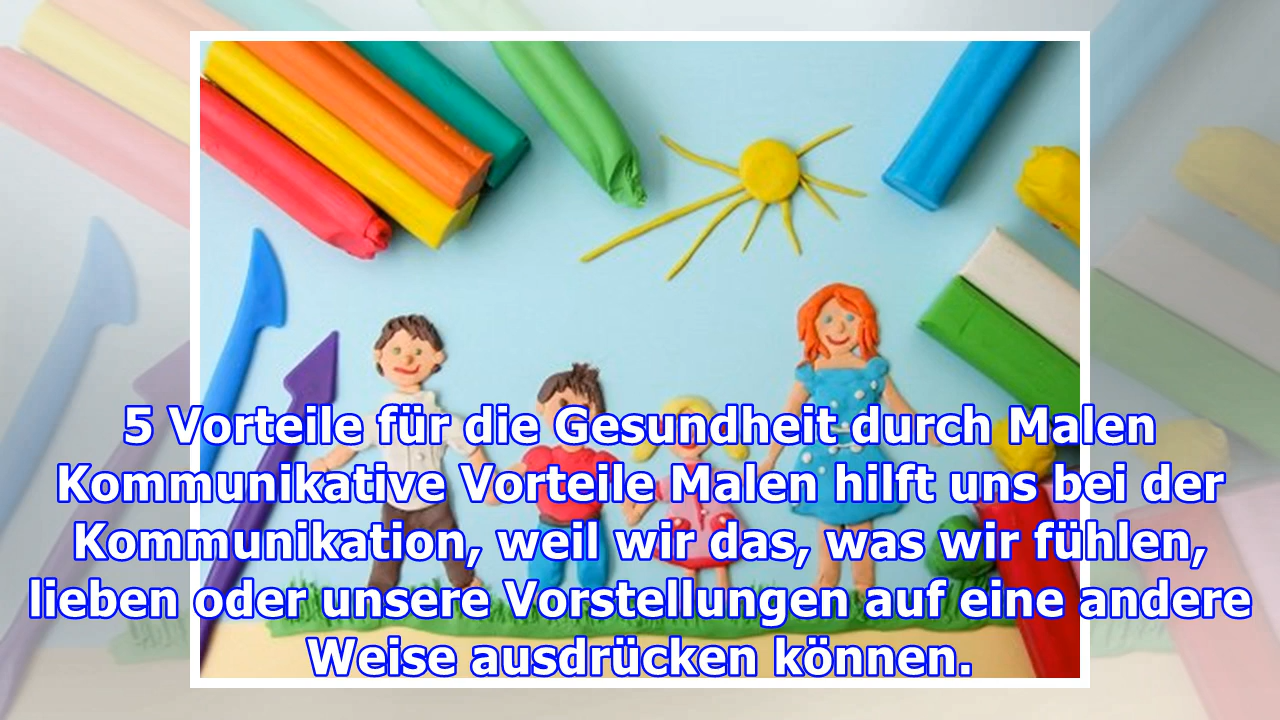 5 Vorteile für die Gesundheit durch Malen
Kommunikative Vorteile Malen hilft uns bei der
Kommunikation, weil wir das, was wir fühlen,
lieben oder unsere Vorstellungen auf eine andere
Weise ausdrücken können.